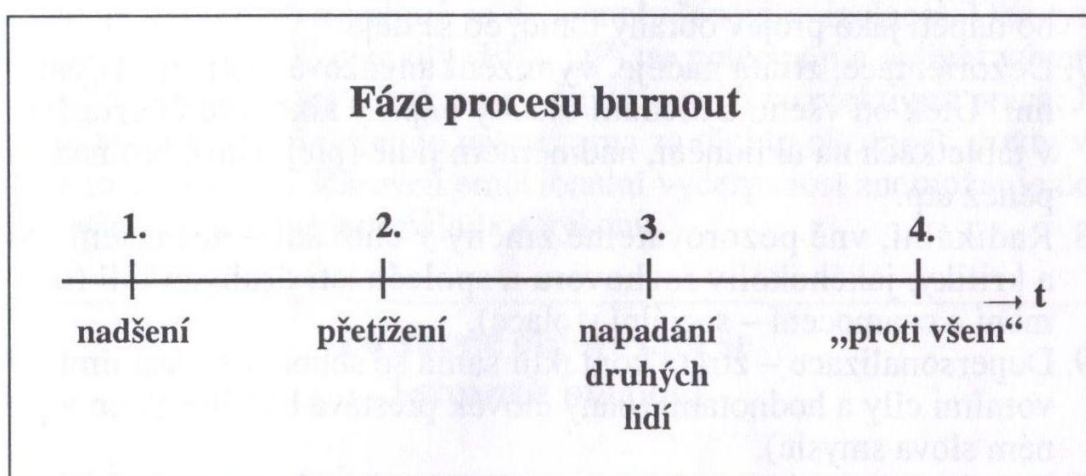 Fáze procesu burnout
1. 2. 3. 4.
t
nadšení přetížení napadání „proti všem“
druhých
lidí